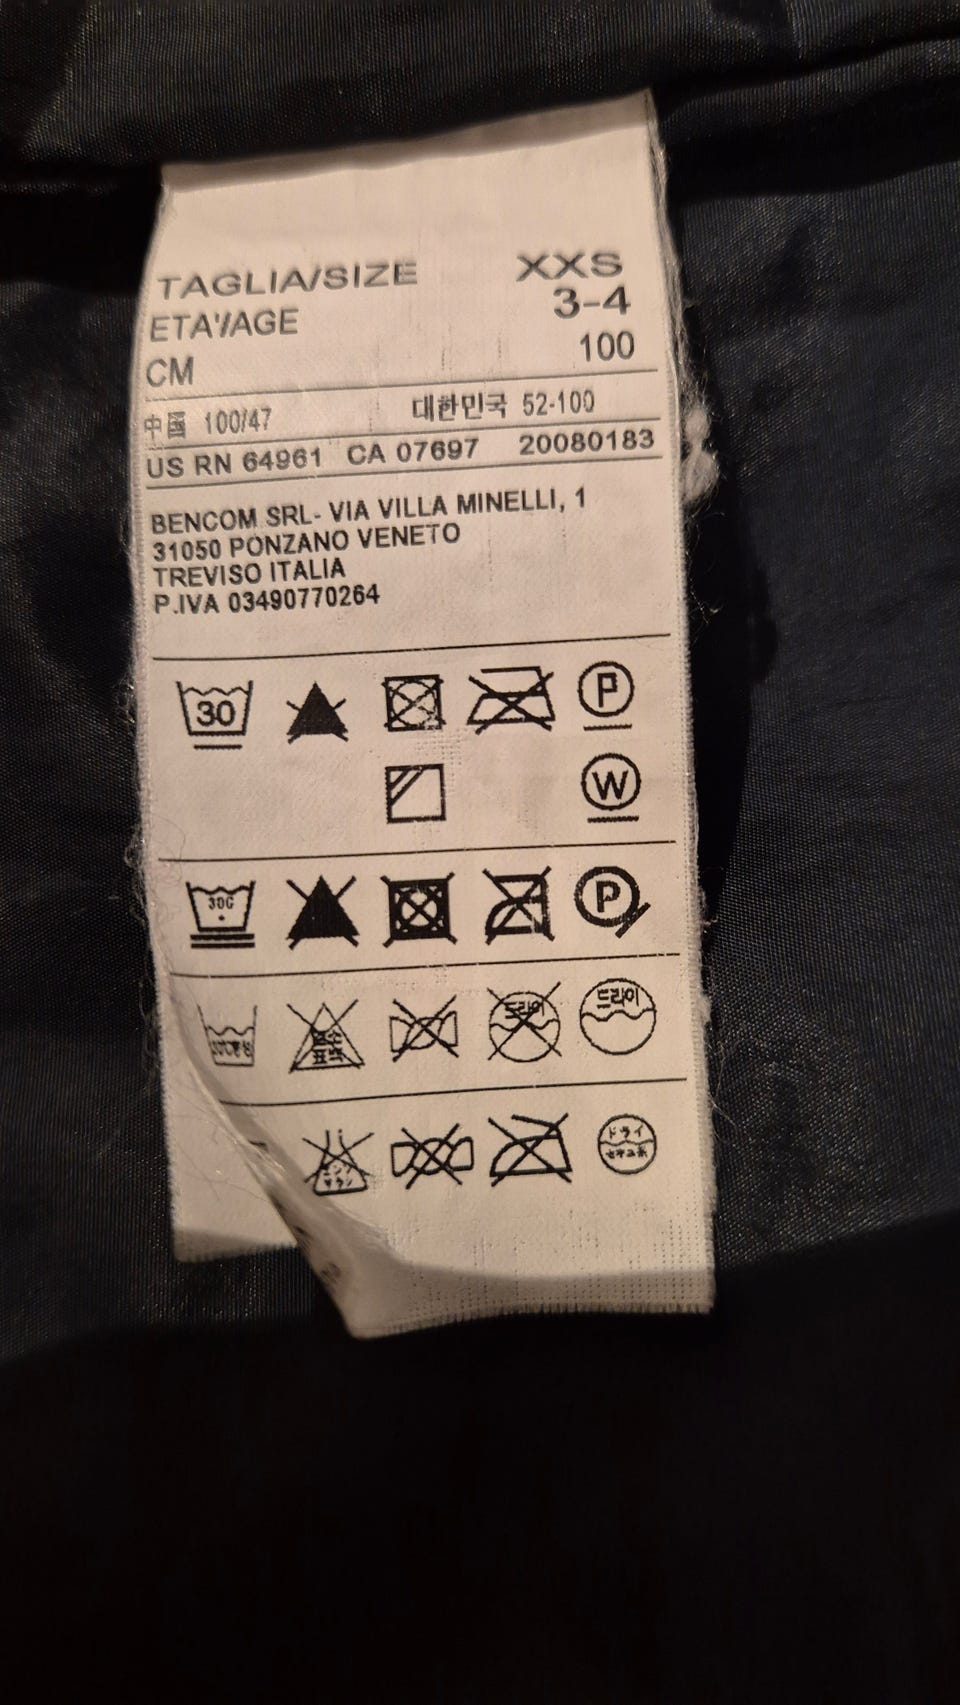 TAGLIA/SIZE XXS
ETA'/AGE 3-4
CM 100
中国 100/47 대한민국 52-100
US RN 64961 CA 07697 20080183
BENCOM SRL- VIA VILLA MINELLI, 1
31050 PONZANO VENETO
TREVISO ITALIA
P.IVA 03490770264
30 P
W
30C P
드라이 드라이
ドライ